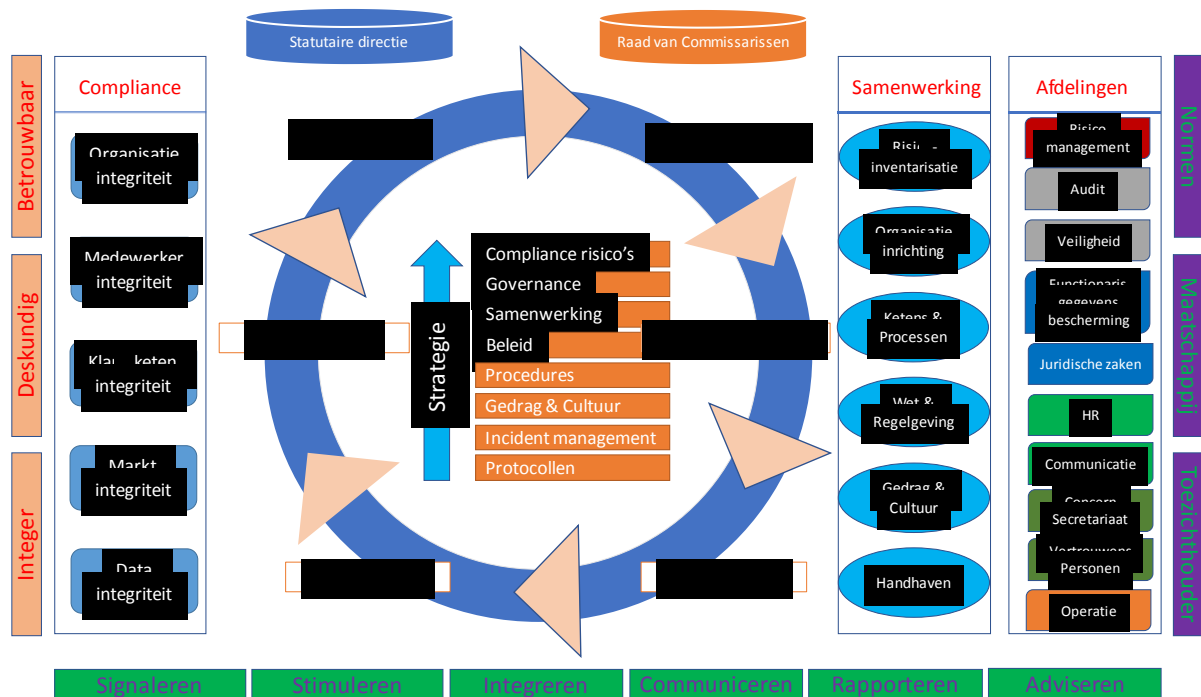 Statutaire directie
Raad van Commissarissen
Betrouwbaar
Deskundig
Integer
Compliance
Organisatie
integriteit
Medewerker
integriteit
keten
integriteit
Markt
integriteit
Data
integriteit
Strategie
Compliance risico's
Governance
Samenwerking
Beleid
Procedures
Gedrag & Cultuur
Incident management
Protocollen
Samenwerking
inventarisatie
Organisatie
inrichting
Ketens &
Processen
Wet &
Regelgeving
Gedrag &
Cultuur
Handhaven
Afdelingen
Risico
management
Audit
Veiligheid
Functionaris
gegevens
bescherming
Juridische zaken
HR
Communicatie
Concern
Secretariaat
Vertrouwens
Personen
Operatie
Normen
Maatschappij
Toezichthouder
Signaleren
Stimuleren
Integreren
Communiceren
Rapporteren
Adviseren